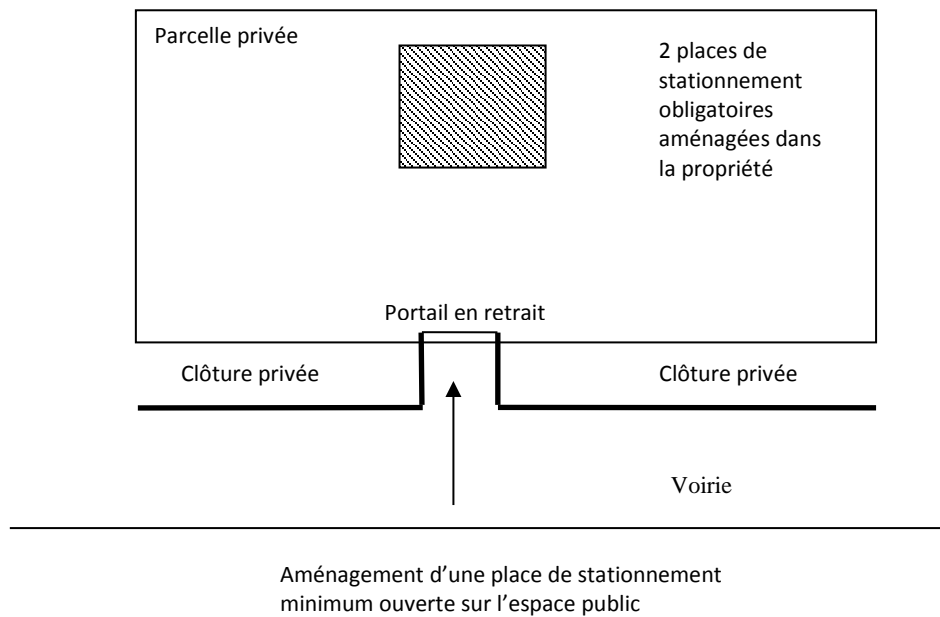 Parcelle privée
2 places de
stationnement
obligatoires
aménagées dans
la propriété
Portail en retrait
Clôture privée
Clôture privée
Voirie
Aménagement d’une place de stationnement
minimum ouverte sur l’espace public